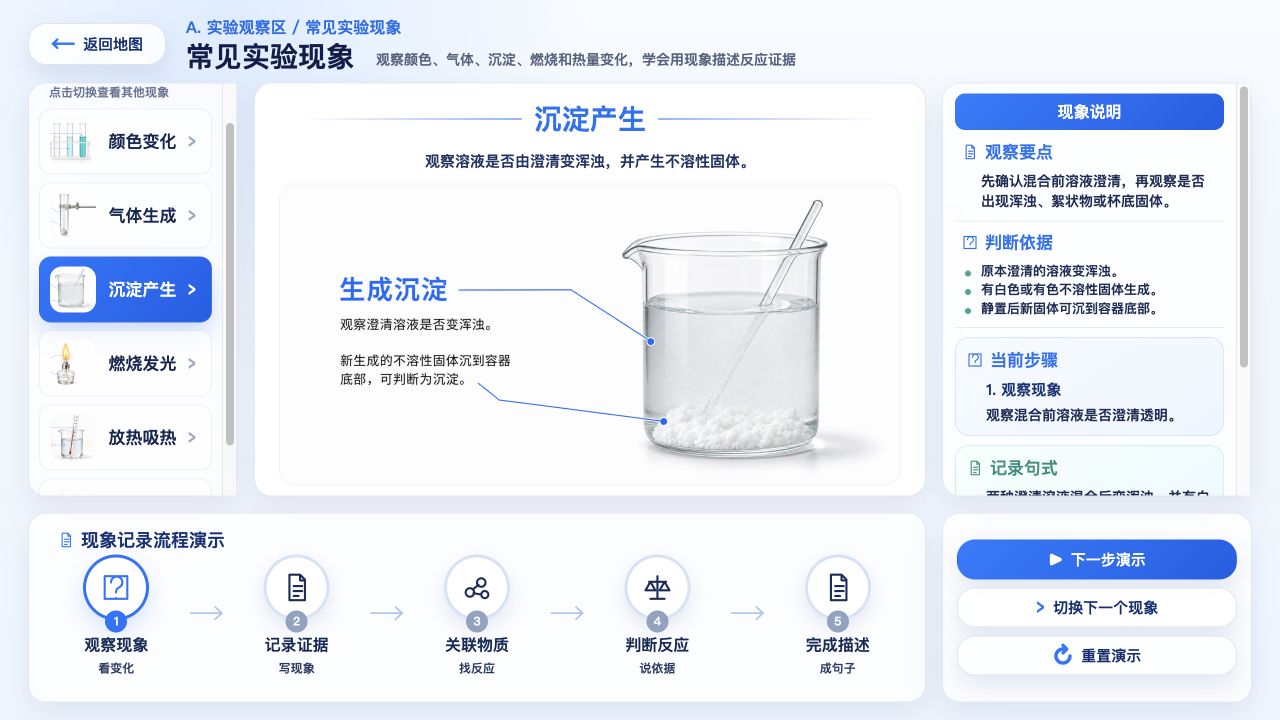 返回地图
A. 实验观察区 / 常见实验现象
常见实验现象
观察颜色、气体、沉淀、燃烧和热量变化，学会用现象描述反应证据
点击切换查看其他现象
颜色变化
气体生成
沉淀产生
燃烧发光
放热吸热
沉淀产生
观察溶液是否由澄清变浑浊，并产生不溶性固体。
生成沉淀
观察澄清溶液是否变浑浊。
新生成的不溶性固体沉到容器
底部，可判断为沉淀。
现象说明
观察要点
先确认混合前溶液澄清，再观察是否
出现浑浊、絮状物或杯底固体。
判断依据
原本澄清的溶液变浑浊。
有白色或有色不溶性固体生成。
静置后新固体可沉到容器底部。
当前步骤
1. 观察现象
观察混合前溶液是否澄清透明。
记录句式
两种澄清溶液混合后变浑浊，并有白
现象记录流程演示
1
观察现象
看变化
2
记录证据
写现象
3
关联物质
找反应
4
判断反应
说依据
5
完成描述
成句子
下一步演示
切换下一个现象
重置演示